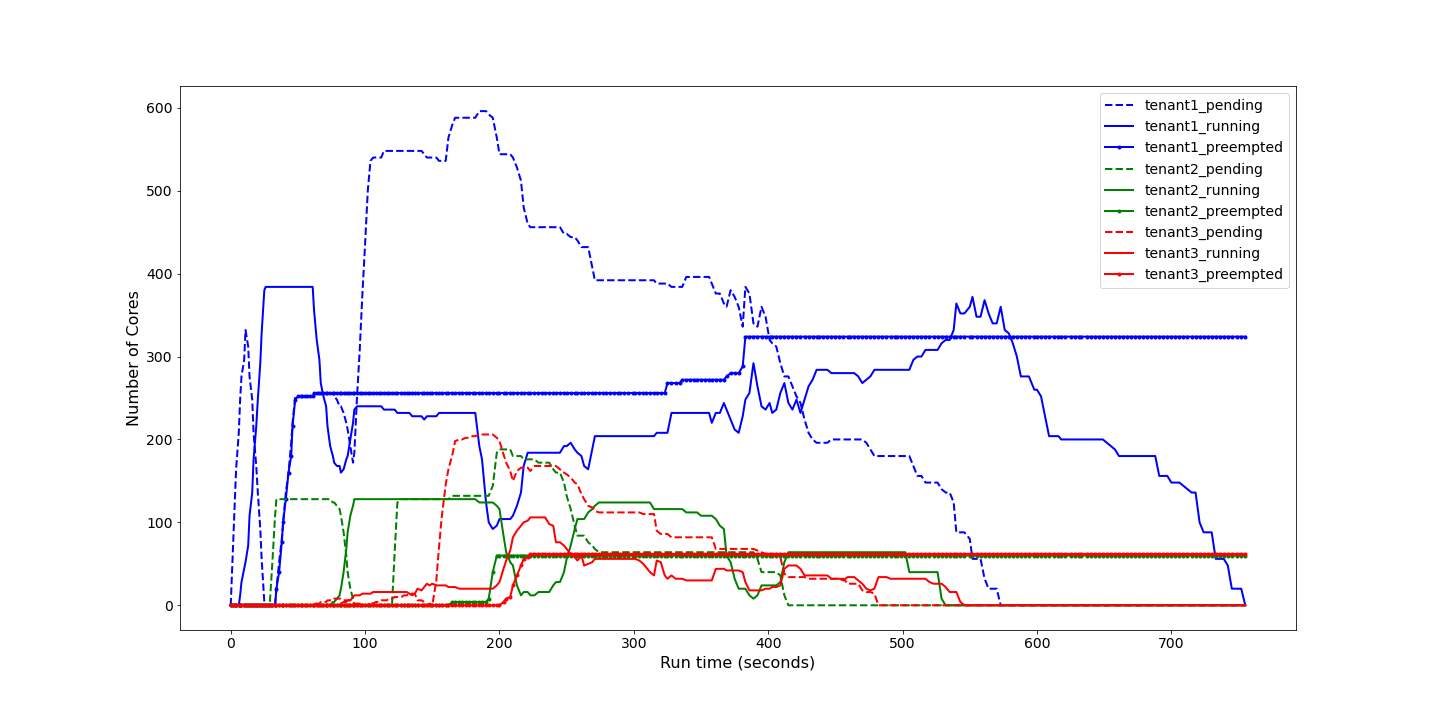 600
500
400
300
200
100
0
Number of Cores
0 100 200 300 400 500 600 700
Run time (seconds)
tenant1_pending
tenant1_running
tenant1_preempted
tenant2_pending
tenant2_running
tenant2_preempted
tenant3_pending
tenant3_running
tenant3_preempted